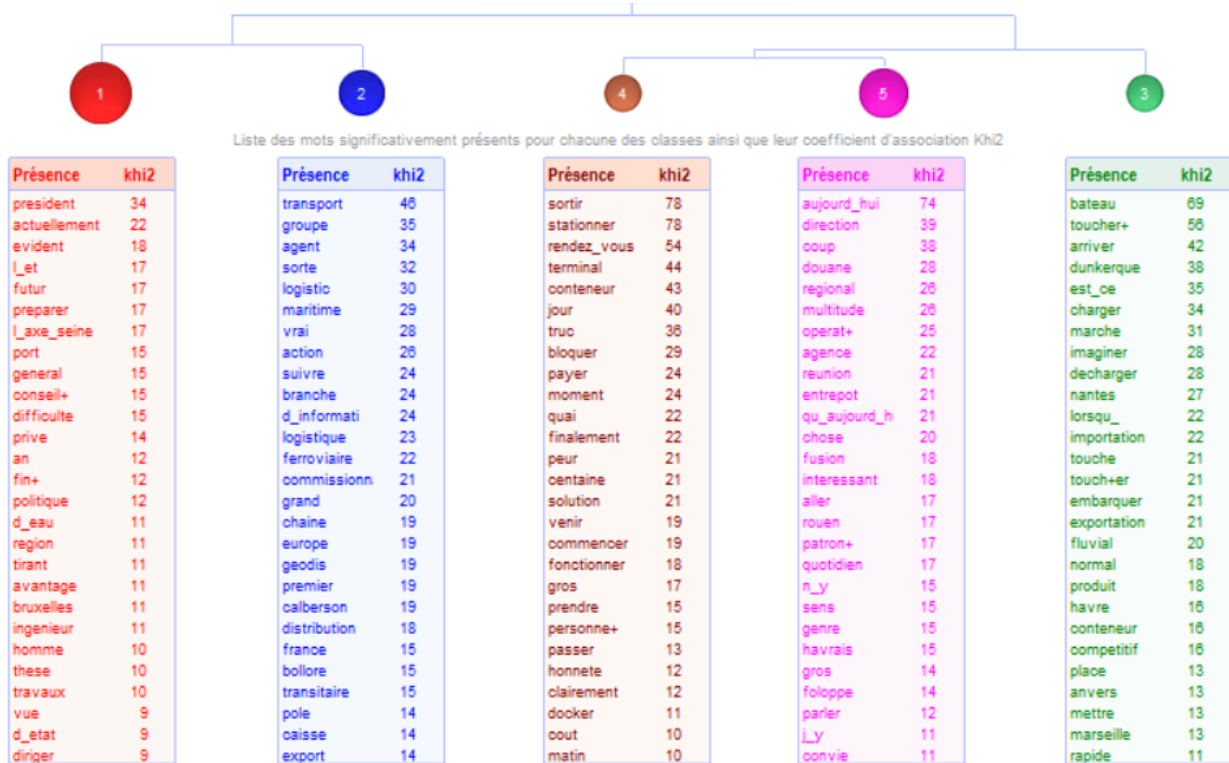 1 2 4 5 3
Liste des mots significativement présents pour chacune des classes ainsi que leur coefficient d'association Khi2
Présence khi2
president 34
actuellement 22
evident 18
l_et 17
futur 17
preparer 17
l_axe_seine 17
port 15
general 15
conseil+ 15
difficulte 15
prive 14
an 12
fin+ 12
politique 12
d_eau 11
region 11
tirant 11
avantage 11
bruxelles 11
ingenieur 11
homme 10
these 10
travaux 10
vue 9
d_etat 9
diriger 9
Présence khi2
transport 46
groupe 35
agent 34
sorte 32
logistic 30
maritime 29
vrai 28
action 26
suivre 24
branche 24
d_informati 24
logistique 23
ferroviaire 22
commissionn 21
grand 20
chaine 19
europe 19
geodis 19
premier 19
calberson 19
distribution 18
france 15
bollore 15
transitaire 15
pole 14
caisse 14
export 14
Présence khi2
sortir 78
stationner 78
rendez_vous 54
terminal 44
conteneur 43
jour 40
truc 36
bloquer 29
payer 24
moment 24
quai 22
finalement 22
peur 21
centaine 21
solution 21
venir 19
commencer 19
fonctionner 18
gros 17
prendre 15
personne+ 15
passer 13
honnete 12
clairement 12
docker 11
cout 10
matin 10
Présence khi2
aujourd_hui 74
direction 39
coup 38
douane 28
regional 26
multitude 26
operat+ 25
agence 22
reunion 21
entrepot 21
qu_aujourd_h 21
chose 20
fusion 18
interessant 18
aller 17
rouen 17
patron+ 17
quotidien 17
n_y 15
sens 15
genre 15
havrais 15
gros 14
foloppe 14
parler 12
j_y 11
convie 11
Présence khi2
bateau 69
toucher+ 56
arriver 42
dunkerque 38
est_ce 35
charger 34
marche 31
imaginer 28
decharger 28
nantes 27
lorsqu_ 22
importation 22
touche 21
touch+er 21
embarquer 21
exportation 21
fluvial 20
normal 18
produit 18
havre 16
conteneur 16
competitif 16
place 13
anvers 13
mettre 13
marseille 13
rapide 11